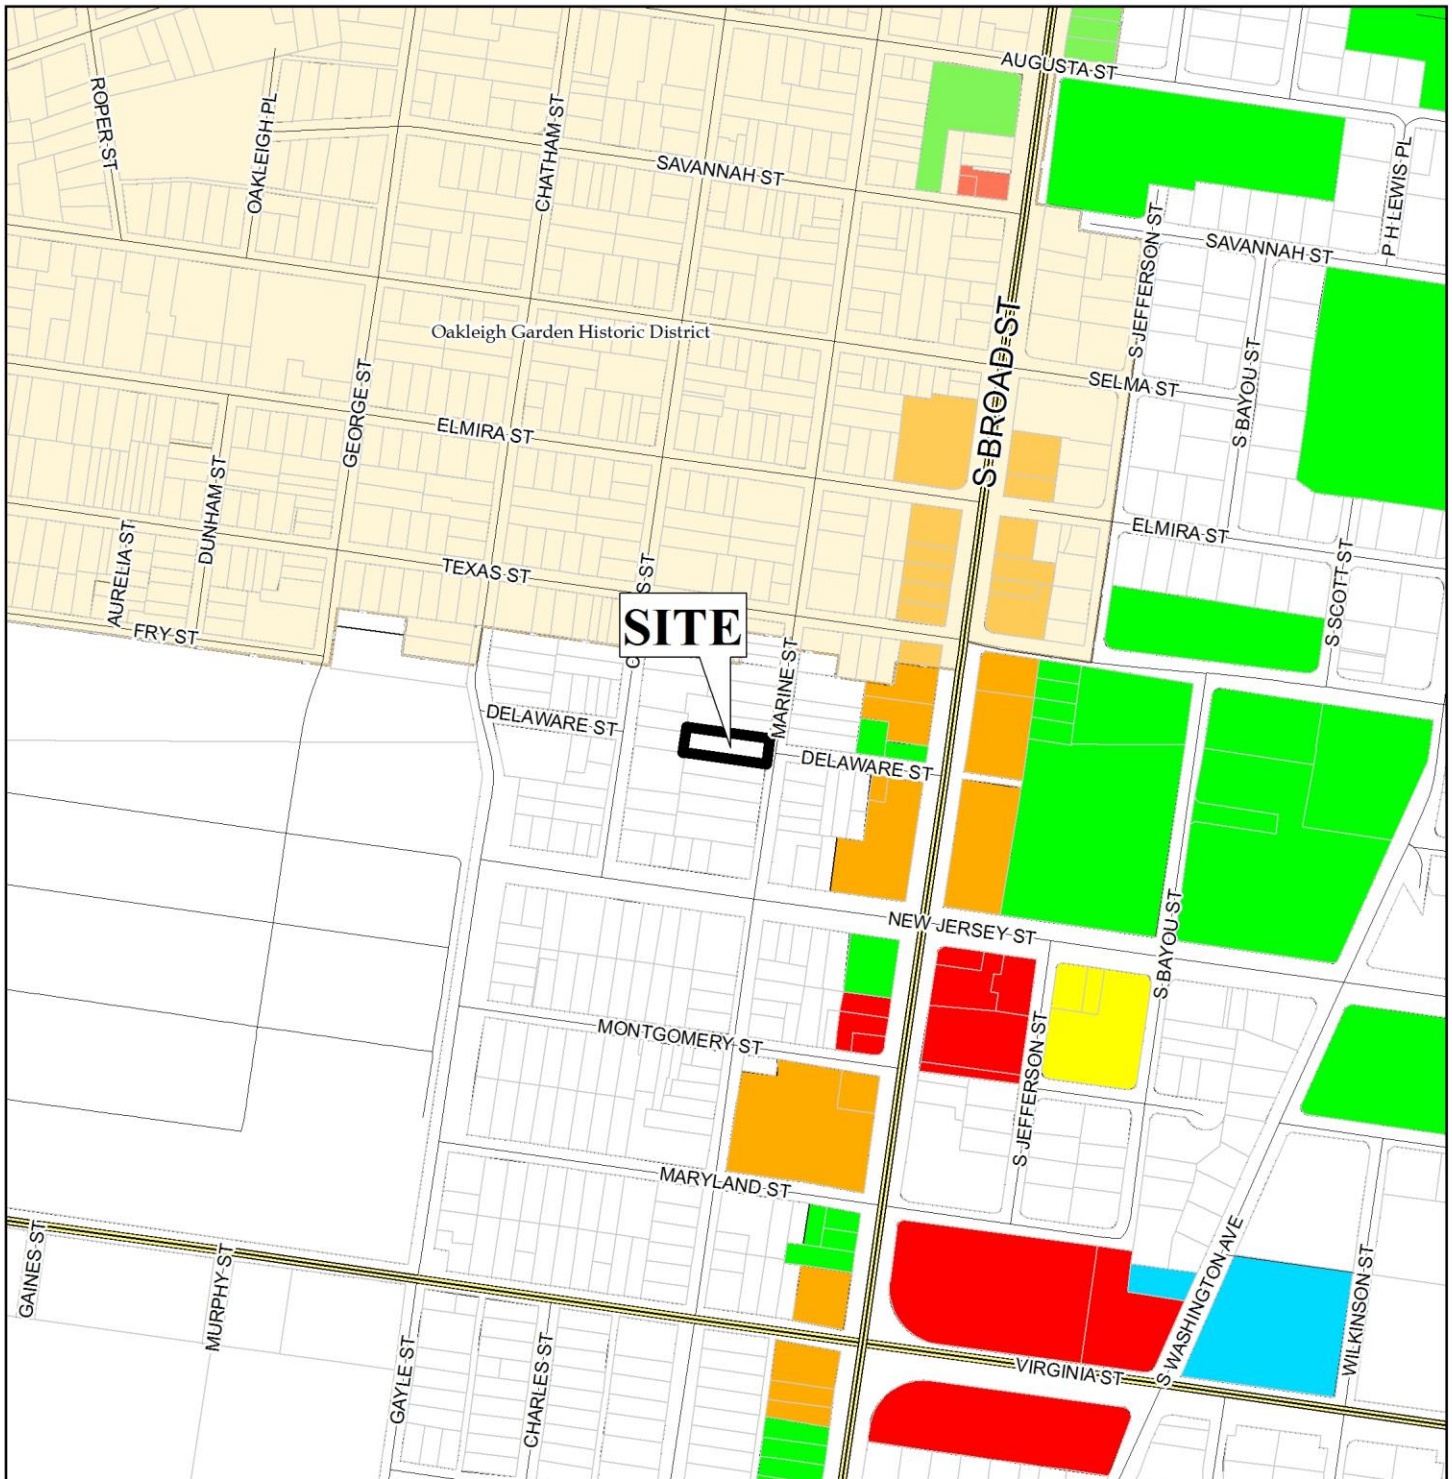 AUGUSTA ST
ROPER ST
OAKLEIGH PL
CHATHAM ST
SAVANNAH ST
P H LEWIS PL
S JEFFERSON ST
SAVANNAH ST
Oakleigh Garden Historic District
S BROAD ST
S BAYOU ST
SELMA ST
GEORGE ST
ELMIRA ST
DUNHAM ST
AURELIA ST
ELMIRA ST
S SCOTT ST
TEXAS ST
S ST
FRY ST
SITE
MARINE ST
DELAWARE ST
DELAWARE ST
NEW JERSEY ST
S BAYOU ST
MONTGOMERY ST
S JEFFERSON ST
MARYLAND ST
GAINES ST
MURPHY ST
S WASHINGTON AVE
WILKINSON ST
GAYLE ST
CHARLES ST
VIRGINIA ST